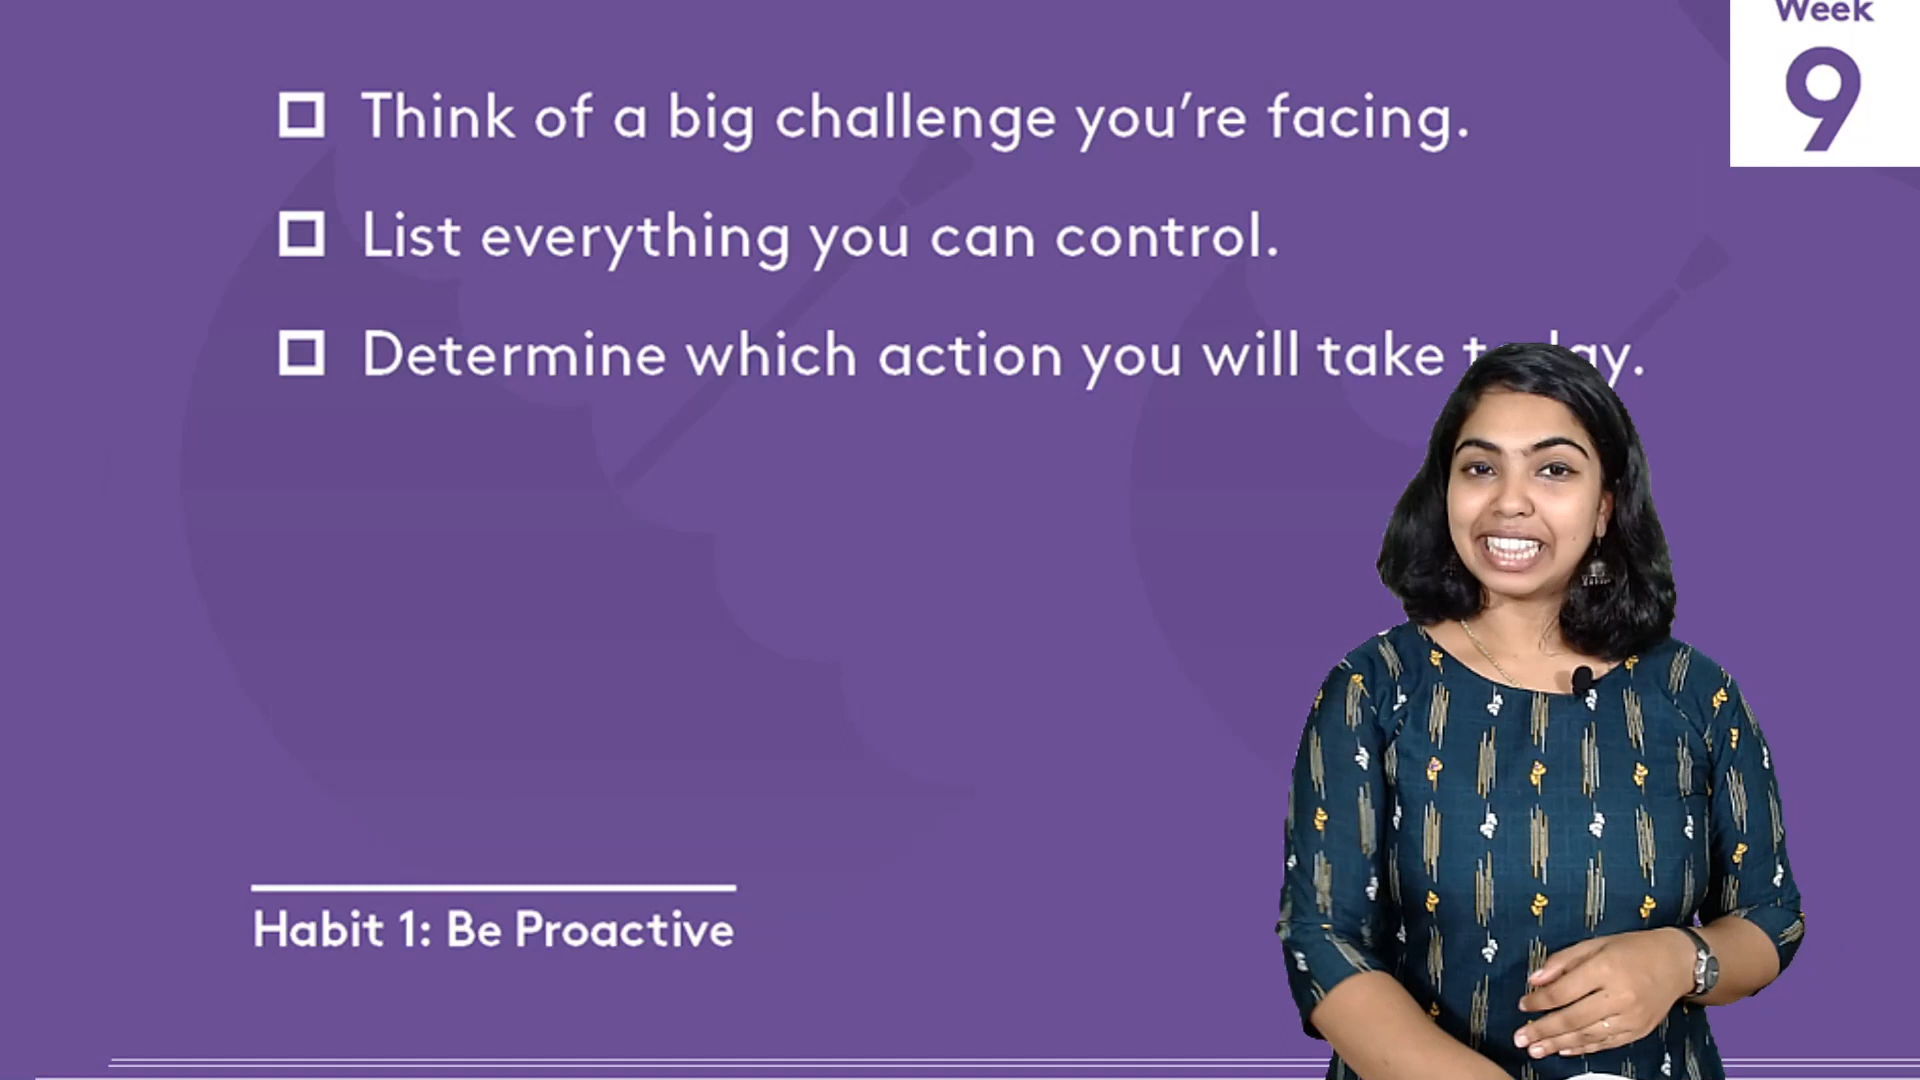 Week
9
Think of a big challenge you’re facing.
List everything you can control.
Determine which action you will take today.
Habit 1: Be Proactive